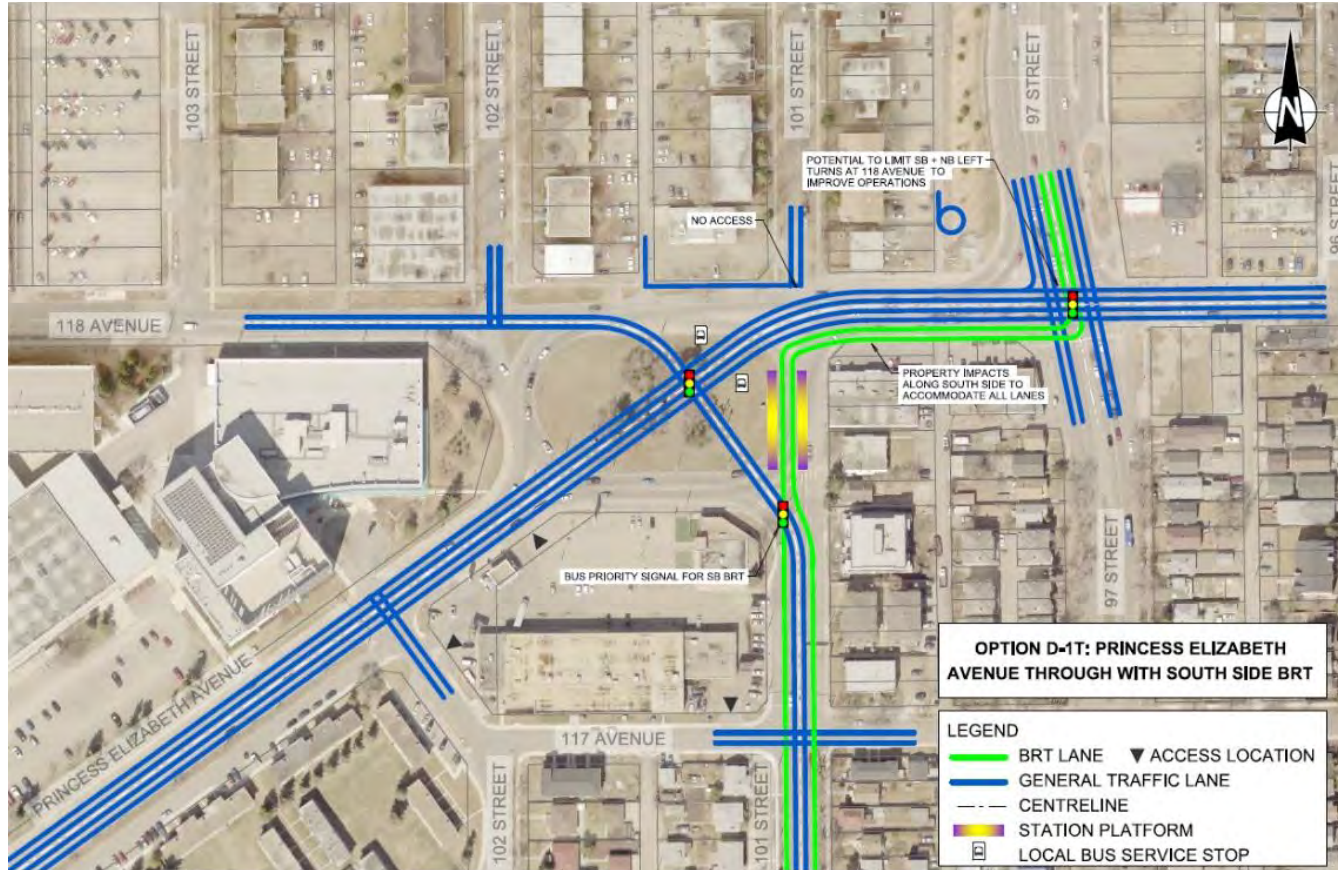 103 STREET
102 STREET
101 STREET
97 STREET
N
POTENTIAL TO LIMIT SB + NB LEFT
TURNS AT 118 AVENUE TO
IMPROVE OPERATIONS
NO ACCESS
96 STREET
118 AVENUE
PROPERTY IMPACTS
ALONG SOUTH SIDE TO
ACCOMMODATE ALL LANES
BUS PRIORITY SIGNAL FOR SB BRT
97 STREET
PRINCESS ELIZABETH AVENUE
117 AVENUE
102 STREET
101 STREET
OPTION D-1T: PRINCESS ELIZABETH
AVENUE THROUGH WITH SOUTH SIDE BRT
LEGEND
BRT LANE
ACCESS LOCATION
GENERAL TRAFFIC LANE
CENTRELINE
STATION PLATFORM
LOCAL BUS SERVICE STOP